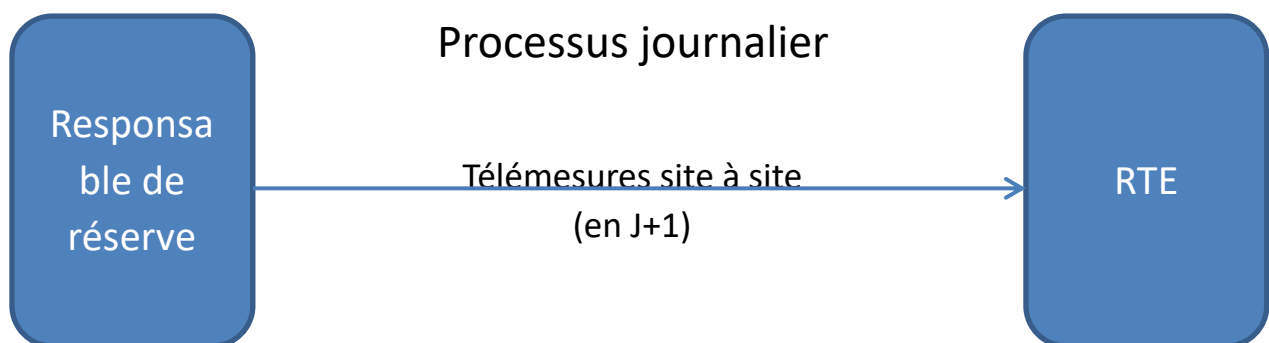 Processus journalier
Responsa
ble de
réserve
Télémesures site à site
(en J+1)
RTE